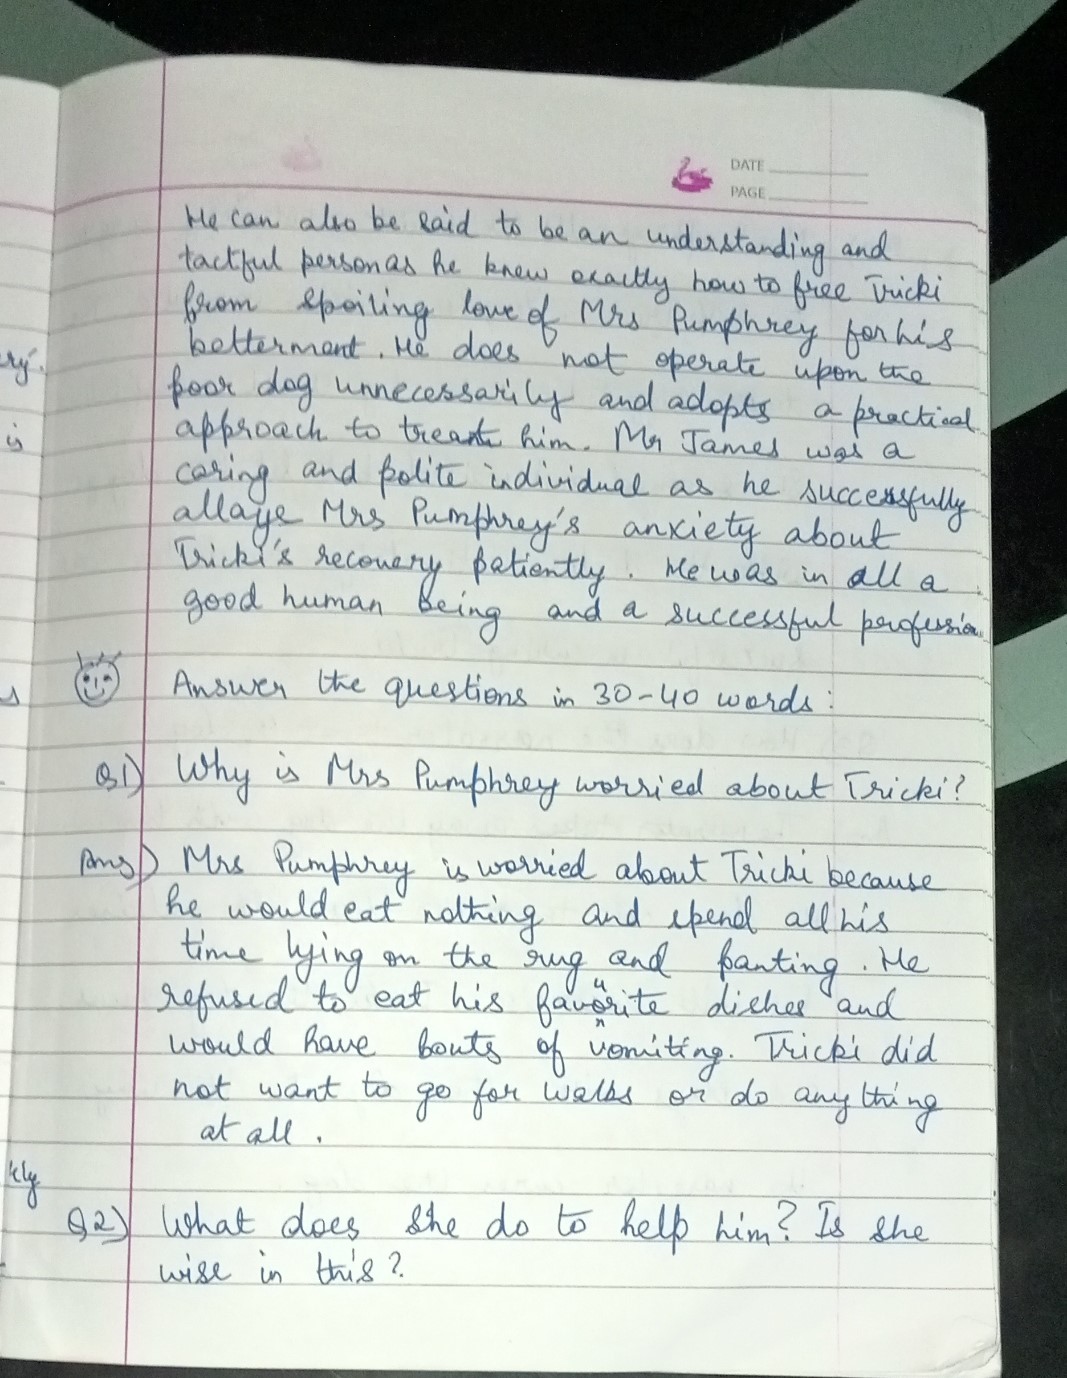 DATE
PAGE
He can also be said to be an understanding and
tactful person as he knew exactly how to free Tricki
from spoiling love of Mrs Pumphrey for his
betterment. He does not operate upon the
poor dog unnecessarily and adopts a practical
approach to treat him. Mr James was a
caring and polite individual as he successfully
allaye Mrs Pumphrey's anxiety about
Tricki's recovery patiently. He was in all a
good human being and a successful profession
Answer the questions in 30-40 words:
Q1) Why is Mrs Pumphrey worried about Tricki?
Ans) Mrs Pumphrey is worried about Tricki because
he would eat nothing and spend all his
time lying on the rug and panting. He
refused to eat his favourite dishes and
would have bouts of vomiting. Tricki did
not want to go for walks or do anything
at all.
Q2) What does she do to help him? Is she
wise in this?
ry.
is
s
kly